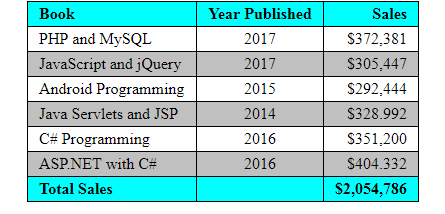 Book Year Published Sales
PHP and MySQL 2017 $372,381
JavaScript and jQuery 2017 $305,447
Android Programming 2015 $292,444
Java Servlets and JSP 2014 $328.992
C# Programming 2016 $351,200
ASP.NET with C# 2016 $404.332
Total Sales $2,054,786